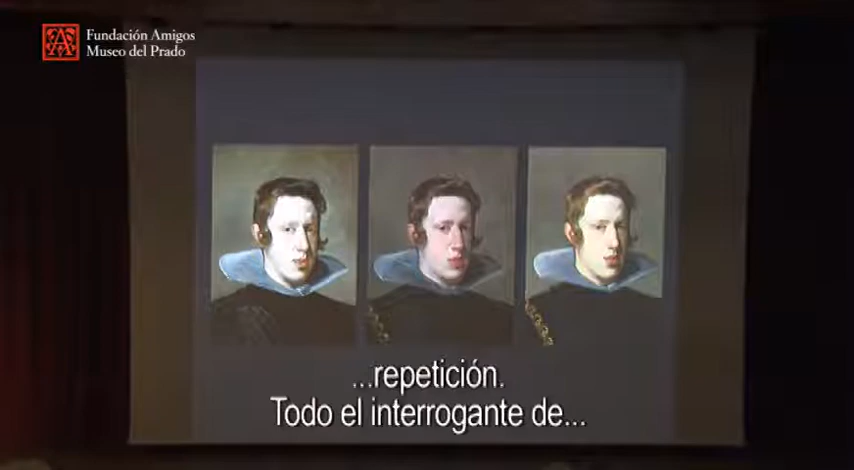 Fundación Amigos
Museo del Prado
...repetición.
Todo el interrogante de...